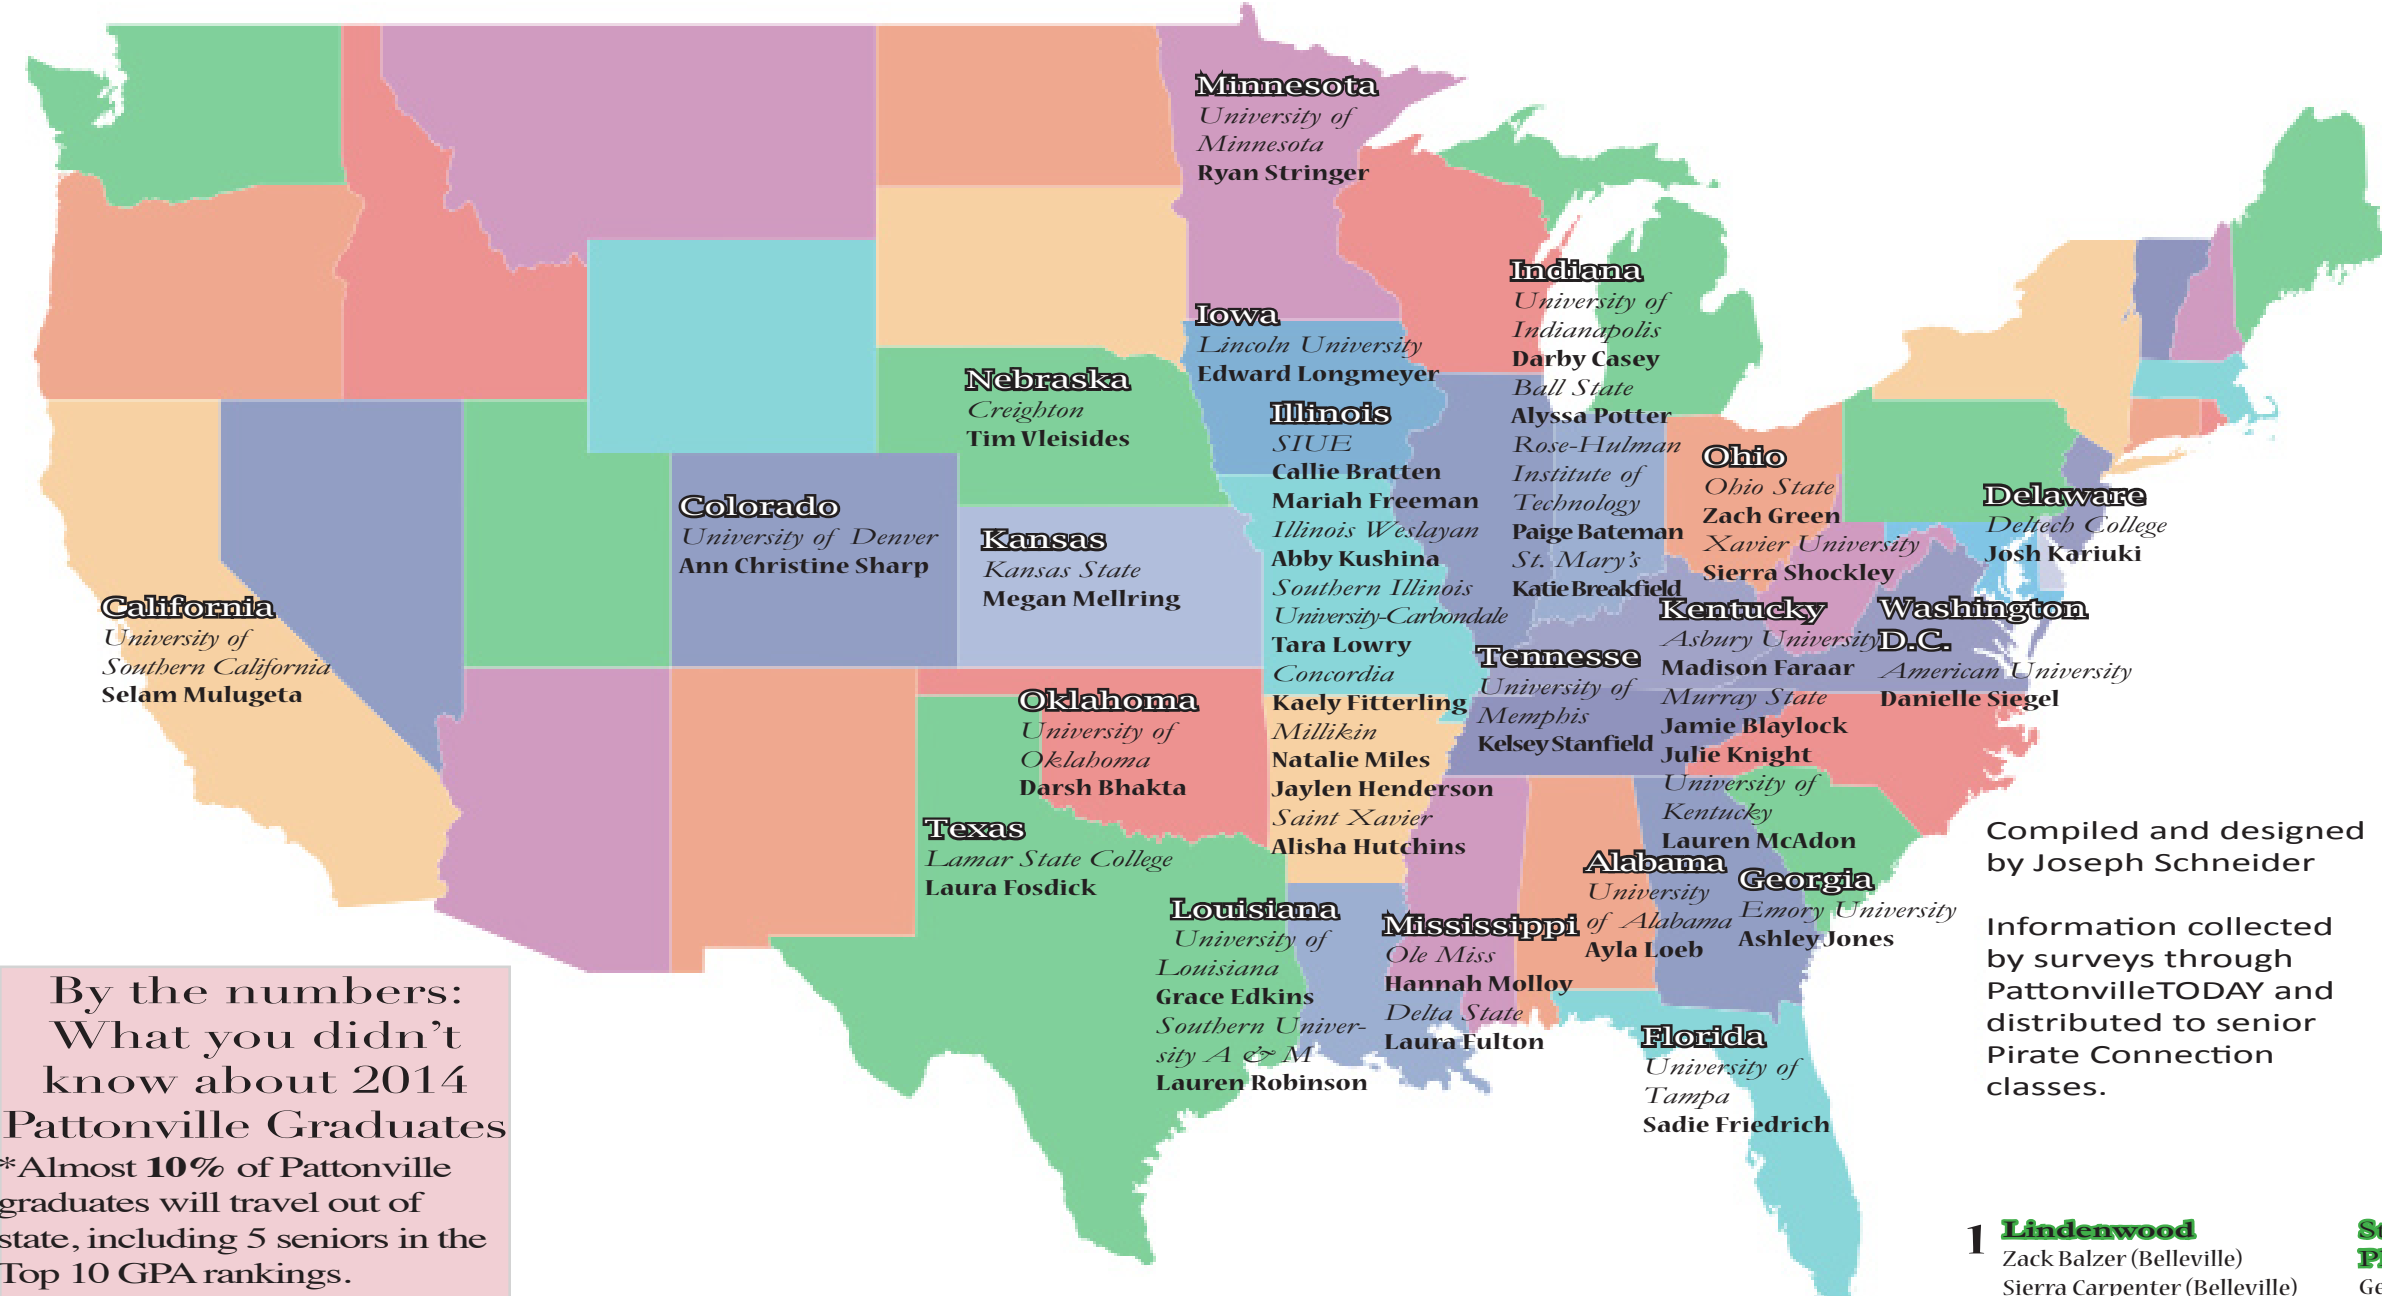 Minnesota
University of
Minnesota
Ryan Stringer
Indiana
University of
Indianapolis
Darby Casey
Ball State
Alyssa Potter
Rose-Hulman
Institute of
Technology
Paige Bateman
St. Mary's
Katie Breakfield
Iowa
Lincoln University
Edward Longmeyer
Nebraska
Creighton
Tim Vleisides
Illinois
SIUE
Callie Bratten
Mariah Freeman
Illinois Weslayan
Abby Kushina
Southern Illinois
University-Carbondale
Tara Lowry
Concordia
Kaely Fitterling
Millikin
Natalie Miles
Jaylen Henderson
Saint Xavier
Alisha Hutchins
Ohio
Ohio State
Zach Green
Xavier University
Sierra Shockley
Delaware
Deltech College
Josh Kariuki
Colorado
University of Denver
Ann Christine Sharp
Kansas
Kansas State
Megan Mellring
California
University of
Southern California
Selam Mulugeta
Kentucky
Asbury University
Madison Faraar
Murray State
Jamie Blaylock
Julie Knight
University of
Kentucky
Lauren McAdon
Washington
D.C.
American University
Danielle Siegel
Tennesse
University of
Memphis
Kelsey Stanfield
Oklahoma
University of
Oklahoma
Darsh Bhakta
Texas
Lamar State College
Laura Fosdick
Louisiana
University of
Louisiana
Grace Edkins
Southern Univer-
sity A & M
Lauren Robinson
Mississippi
Ole Miss
Hannah Molloy
Delta State
Laura Fulton
Alabama
University
of Alabama
Ayla Loeb
Georgia
Emory University
Ashley Jones
Florida
University of
Tampa
Sadie Friedrich
Compiled and designed
by Joseph Schneider
Information collected
by surveys through
PattonvilleTODAY and
distributed to senior
Pirate Connection
classes.
By the numbers:
What you didn't
know about 2014
Pattonville Graduates
*Almost 10% of Pattonville
graduates will travel out of
state, including 5 seniors in the
Top 10 GPA rankings.
1 Lindenwood
Zack Balzer (Belleville)
Sierra Carpenter (Belleville)